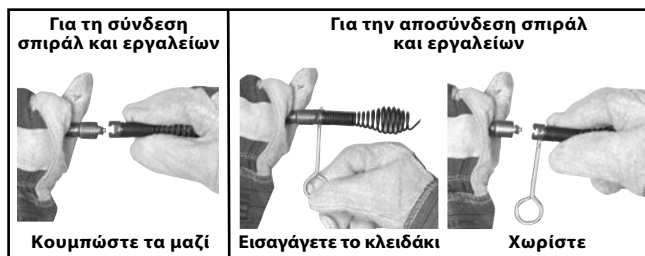 Για τη σύνδεση
σπιράλ και εργαλείων
Για την αποσύνδεση σπιράλ
και εργαλείων
Κουμπώστε τα μαζί
Εισαγάγετε το κλειδάκι
Χωρίστε